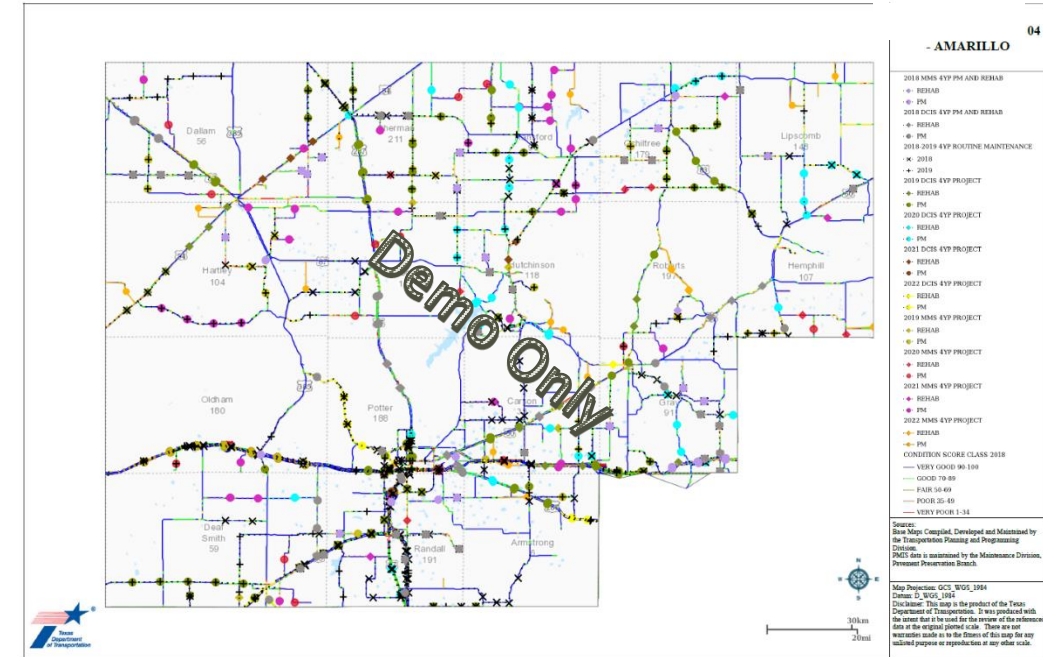 04
- AMARILLO
2018 MMS 4YP PM AND REHAB
REHAB
PM
2018 DCIS 4YP PM AND REHAB
REHAB
PM
2018-2019 4YP ROUTINE MAINTENANCE
2018
2019
2019 DCIS 4YP PROJECT
REHAB
PM
2020 DCIS 4YP PROJECT
REHAB
PM
2021 DCIS 4YP PROJECT
REHAB
PM
2022 DCIS 4YP PROJECT
REHAB
PM
2019 MMS 4YP PROJECT
REHAB
PM
2020 MMS 4YP PROJECT
REHAB
PM
2021 MMS 4YP PROJECT
REHAB
PM
2022 MMS 4YP PROJECT
REHAB
PM
CONDITION SCORE CLASS 2018
VERY GOOD 90-100
GOOD 70-89
FAIR 50-69
POOR 35-49
VERY POOR 1-34
Sources:
Base Maps Compiled, Developed and Maintained by
the Transportation Planning and Programming
Division.
PMIS data is maintained by the Maintenance Division,
Pavement Preservation Branch.
Map Projection: GCS_WGS_1984
Datum: D_WGS_1984
Disclaimer: This map is the product of the Texas
Department of Transportation. It was produced with
the intent that it be used for the review of the reference
data at the original plotted scale. There are not
warranties made as to the fitness of this map for any
unlisted purpose or reproduction at any other scale.
Dallam
56
211
Lipscomb
Hartley
104
Hutchinson
118
Roberts
Hemphill
107
Demo Only
Oldham
180
Potter
188
91
Deaf
Smith
59
Randall
191
Armstrong
N
30km
20mi
Texas
Department
of Transportation